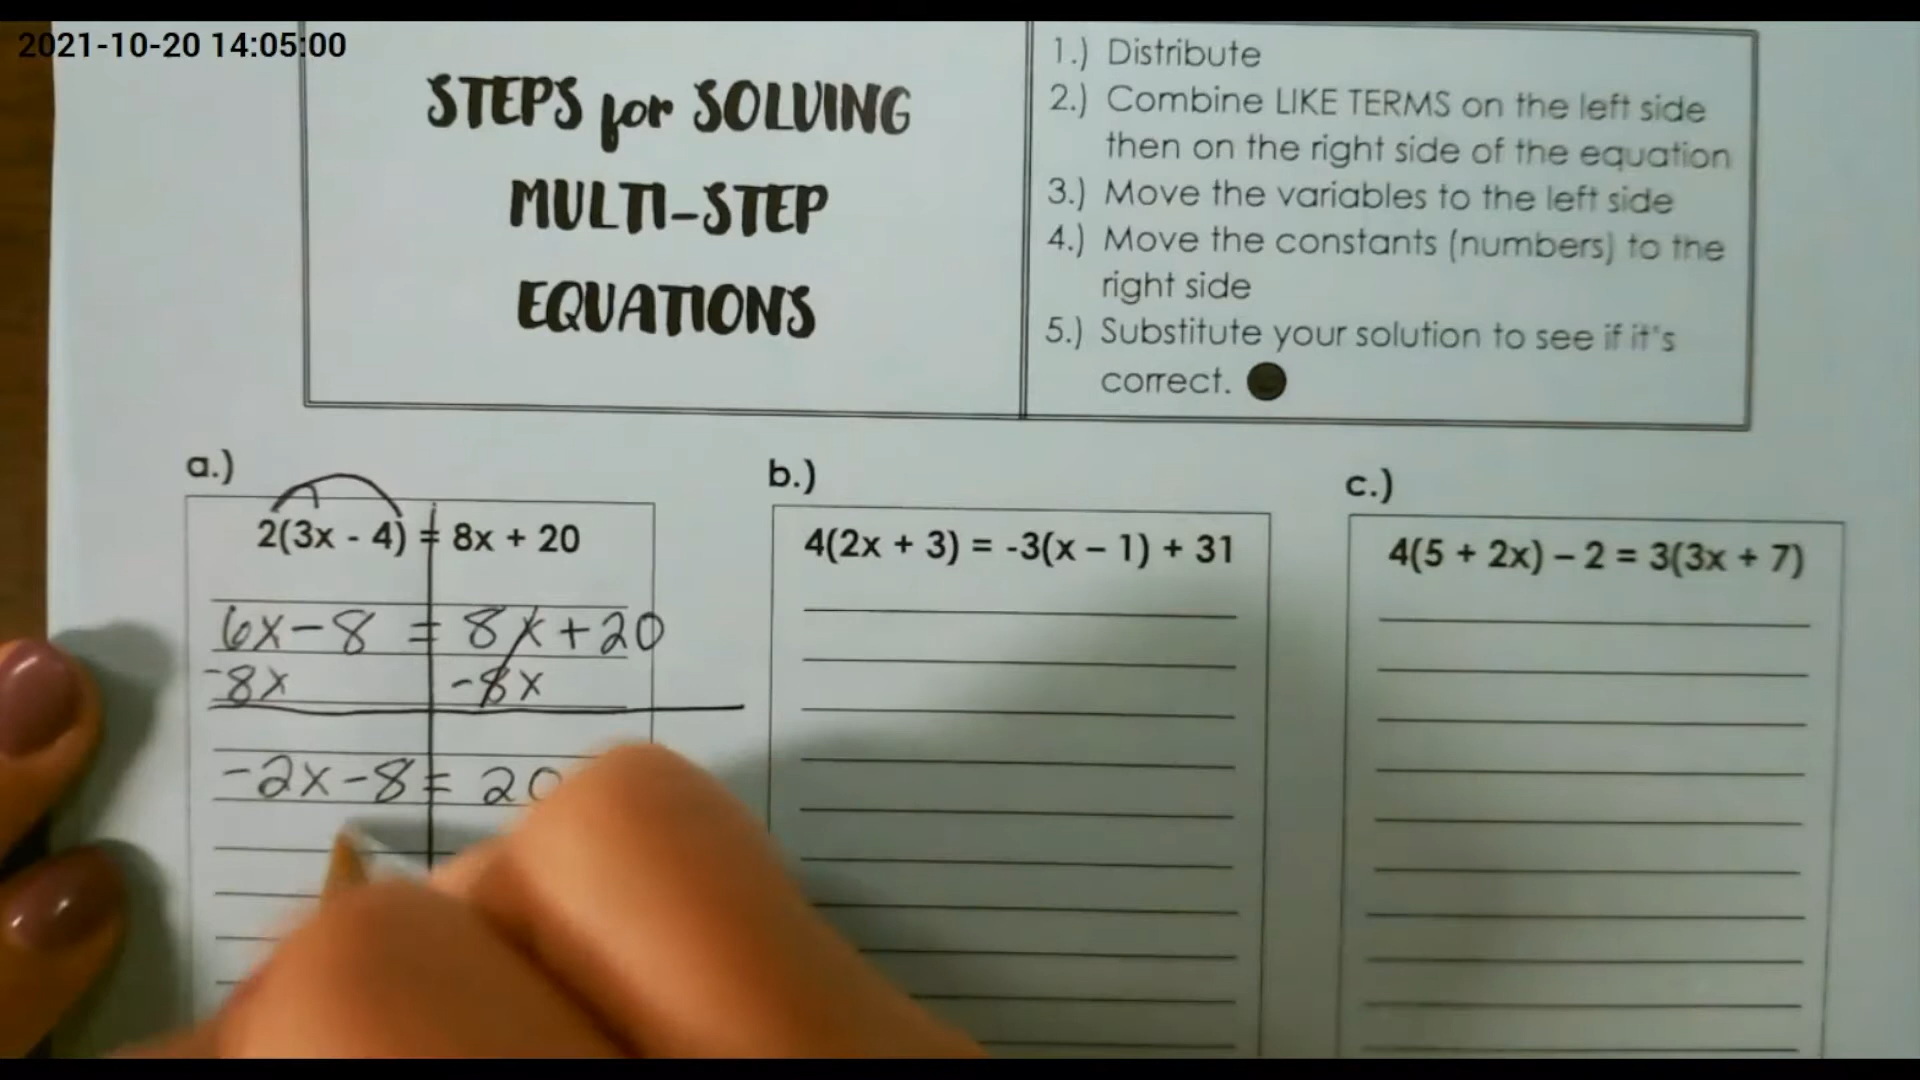 2021-10-20 14:05:00
STEPS for SOLVING
MULTI-STEP
EQUATIONS
1.) Distribute
2.) Combine LIKE TERMS on the left side
then on the right side of the equation
3.) Move the variables to the left side
4.) Move the constants (numbers) to the
right side
5.) Substitute your solution to see if it's
correct.
a.)
2(3x - 4) = 8x + 20
6x - 8 = 8x + 20
-8x -8x
-2x - 8 = 20
b.)
4(2x + 3) = -3(x – 1) + 31
c.)
4(5 + 2x) – 2 = 3(3x + 7)